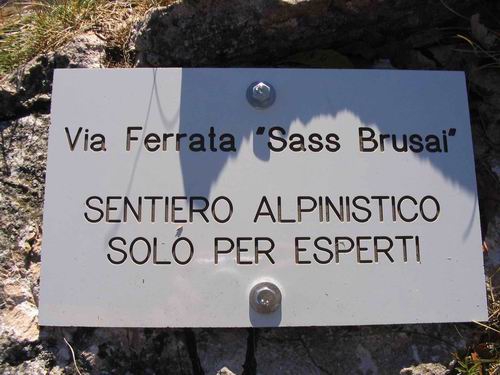 Via Ferrata "Sass Brusai"
SENTIERO ALPINISTICO
SOLO PER ESPERTI